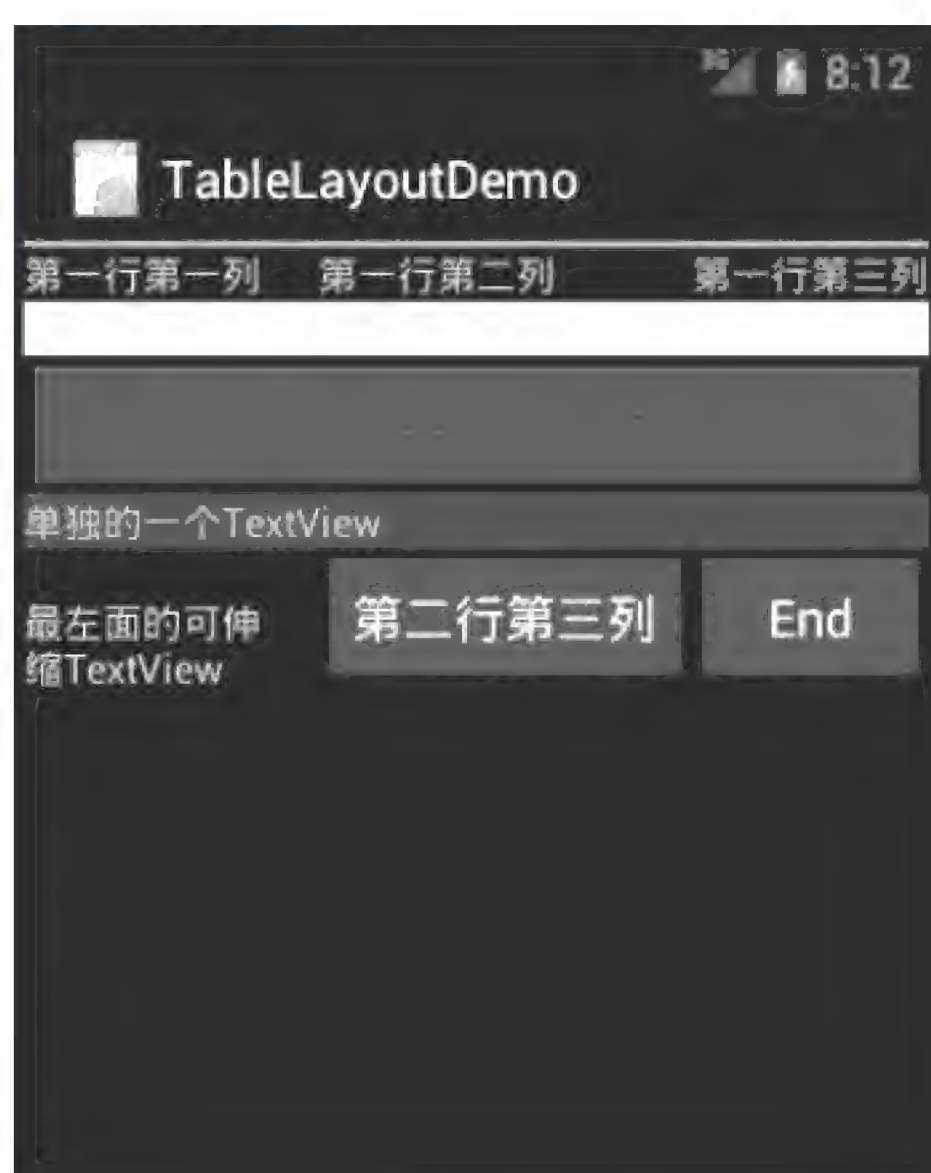 8:12
TableLayoutDemo
第一行第一列 第一行第二列 第一行第三列
单独的一个TextView
最左面的可伸
缩TextView
第二行第三列
End